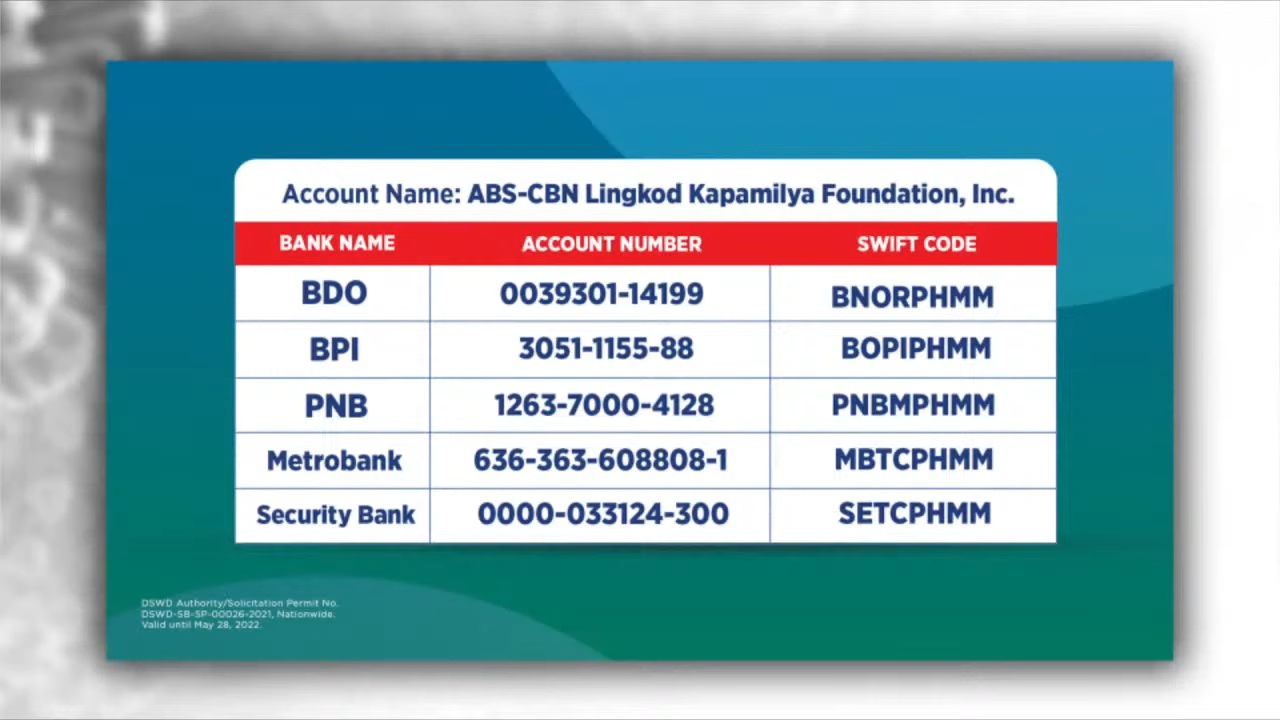 Account Name: ABS-CBN Lingkod Kapamilya Foundation, Inc.
BANK NAME ACCOUNT NUMBER SWIFT CODE
BDO 0039301-14199 BNORPHMM
BPI 3051-1155-88 BOPIPHMM
PNB 1263-7000-4128 PNBMPHMM
Metrobank 636-363-608808-1 MBTCPHMM
Security Bank 0000-033124-300 SETCPHMM
DSWD Authority/Solicitation Permit No.
DSWD-SB-SP-00026-2021, Nationwide.
Valid until May 28, 2022.